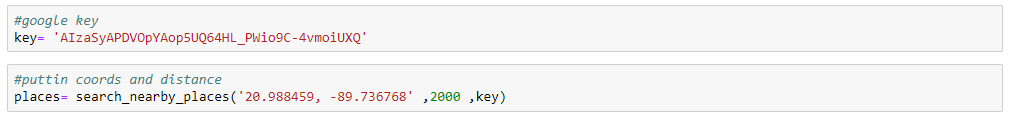 #google key
key= 'AIzaSyAPDVOpYAop5UQ64HL_PWio9C-4vmoiUXQ'
#puttin coords and distance
places= search_nearby_places('20.988459, -89.736768' ,2000 ,key)